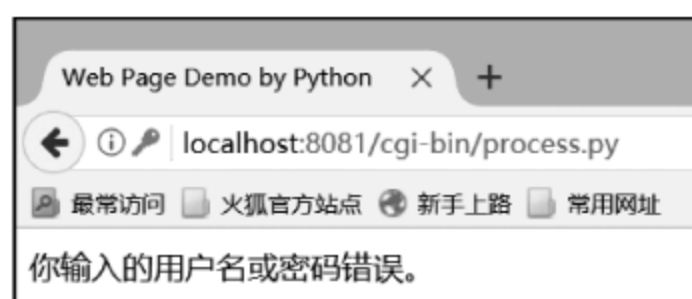 Web Page Demo by Python
localhost:8081/cgi-bin/process.py
最常访问 火狐官方站点 新手上路 常用网址
你输入的用户名或密码错误。